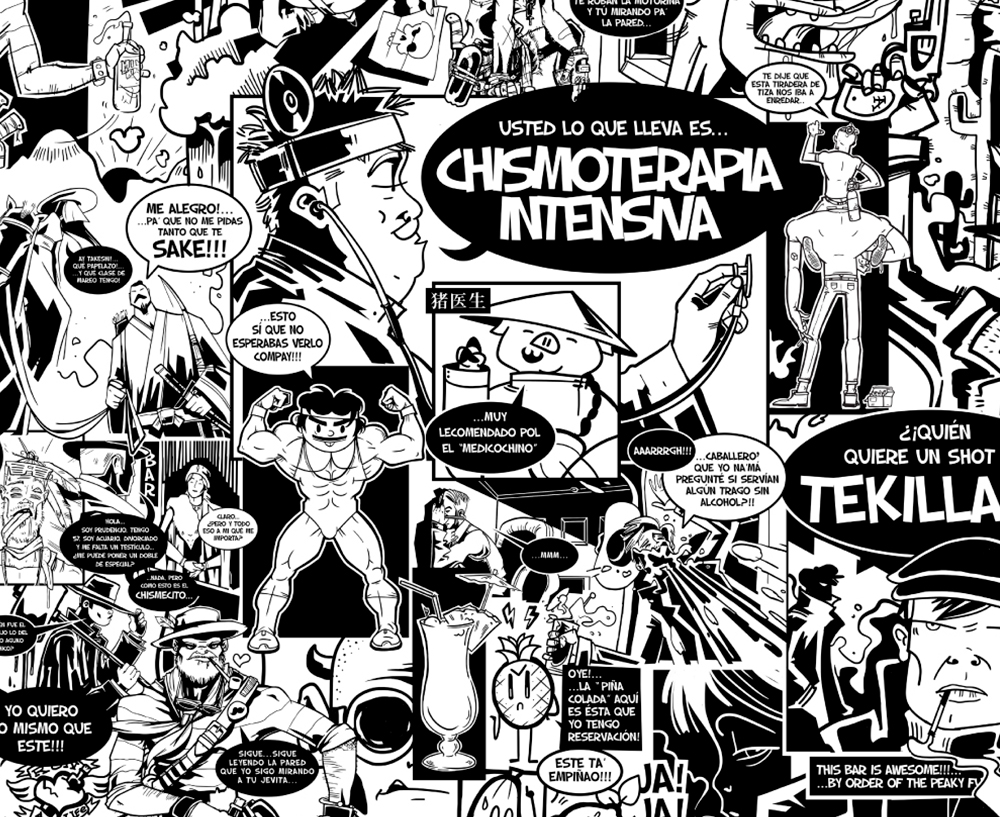 TE ROBAN LA MOTORINA
Y TÚ MIRANDO PA'
LA PARED...
TE DIJE QUE
ESTA TIRADERA DE
TIZA NOS IBA A
ENREDAR..
USTED LO QUE LLEVA ES...
CHISMOTERAPIA
INTENSIVA
ME ALEGRO!...
...PA' QUE NO ME PIDAS
TANTO QUE TE
SAKE!!!
AY TAKESHI!...
QUÉ PAPELAZO!...
...Y QUÉ CLASE DE
MAREO TENGO!
猪医生
...ESTO
SÍ QUE NO
ESPERABAS VERLO
COMPAY!!!
...MUY
LECOMENDADO POL
EL "MEDICOCHINO"
¿¡QUIÉN
QUIERE UN SHOT
TEKILLA
AAARRRGH!!!
...CABALLERO'
QUE YO NA'MÁ
PREGUNTÉ SI SERVÍAN
ALGÚN TRAGO SIN
ALCOHOL?!!
BAR
HOLA...
SOY PRUDENCIO, TENGO
57, SOY ACUARIO, DIVORCIADO
Y ME FALTA UN TESTÍCULO...
¿ME PUEDE PONER UN DOBLE
DE ESPECIAL?
CLARO...
¿PERO Y TODO
ESO A MI QUE ME
IMPORTA?
...NADA, PERO
COMO ESTO ES EL
CHISMECITO...
...MMM...
YO QUIERO
O MISMO QUE
ESTE!!!
OYE!...
...LA "PIÑA
COLADA" AQUÍ
ES ESTA QUE
YO TENGO
RESERVACIÓN!
SIGUE...SIGUE
LEYENDO LA PARED
QUE YO SIGO MIRANDO
A TU JEVITA...
ESTE TA'
EMPIÑAO!!!
JA!
JA!
THIS BAR IS AWESOME!!!...
...BY ORDER OF THE PEAKY F